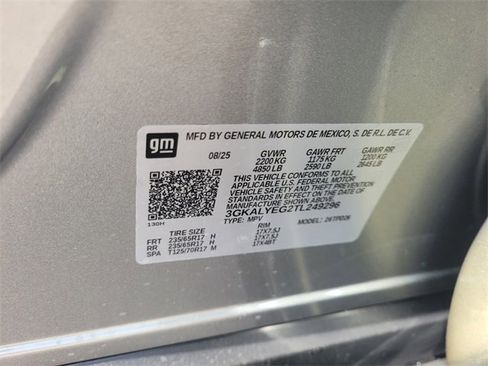 gm
MFD BY GENERAL MOTORS DE MEXICO, S. DE R.L. DE C.V.
08/25 GVWR GAWR FRT GAWR RR
2200 KG 1175 KG 1200 KG
4850 LB 2590 LB 2645 LB
THIS VEHICLE CONFORMS TO ALL
APPLICABLE U.S. FEDERAL MOTOR
VEHICLE SAFETY AND THEFT PREVENTION
STANDARDS IN EFFECT ON THE DATE OF
MANUFACTURE SHOWN ABOVE.
3GKALYEG2TL249296
130H
TYPE: MPV MODEL:
TIRE SIZE RIM
FRT 235/65R17 H 17X7.5J
RR 235/65R17 H 17X7.5J
SPA T125/70R17 M 17X4BT